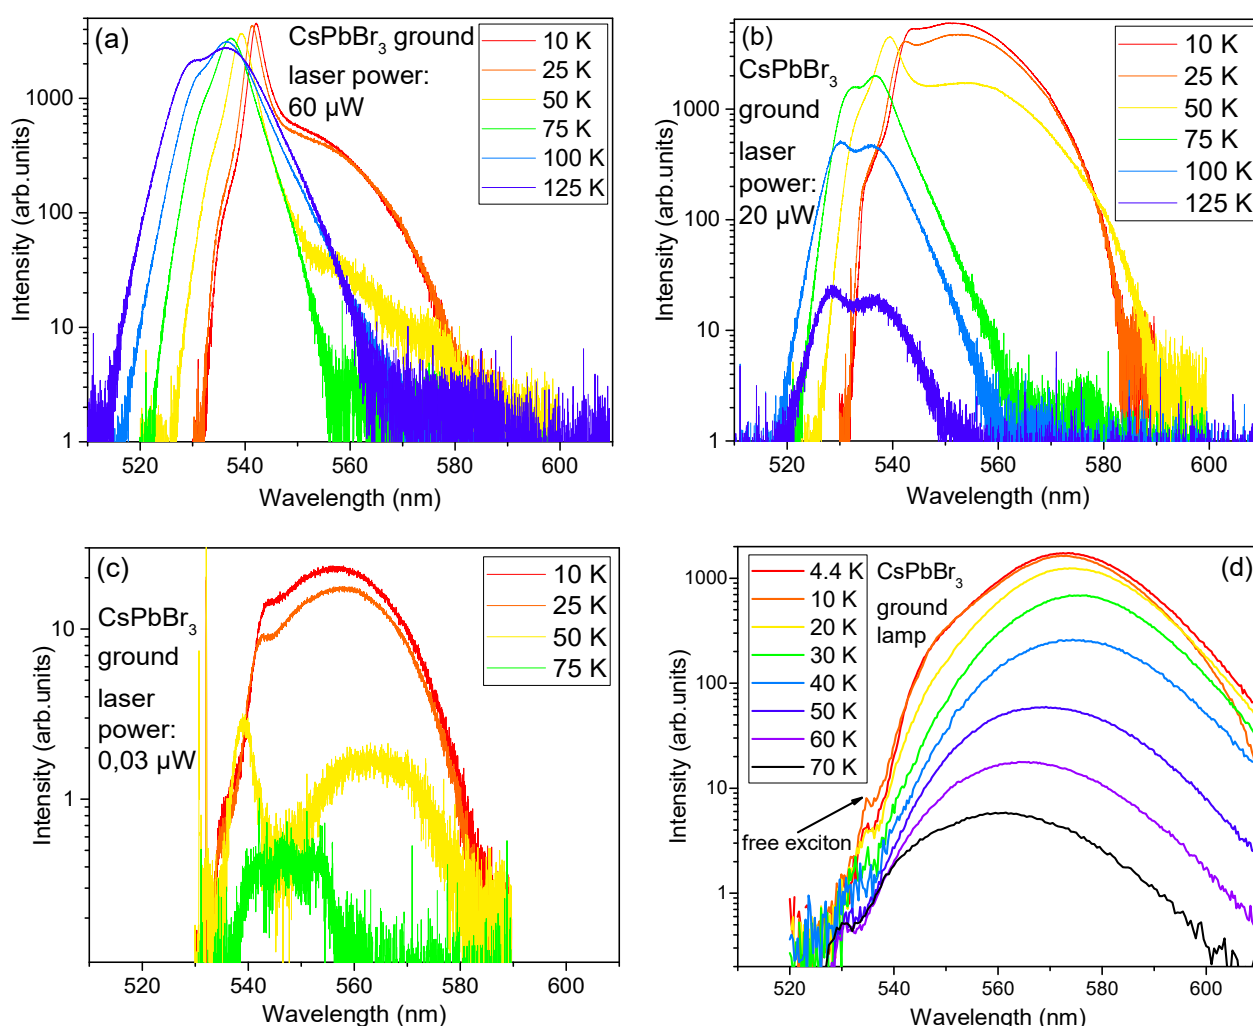 (a)
CsPbBr3 ground
laser power:
60 µW
10 K
25 K
50 K
75 K
100 K
125 K
1000
100
10
1
520
540
560
580
600
Intensity (arb.units)
Wavelength (nm)
(b)
CsPbBr3
ground
laser
power:
20 µW
10 K
25 K
50 K
75 K
100 K
125 K
1000
100
10
1
520
540
560
580
600
Intensity (arb.units)
Wavelength (nm)
(c)
CsPbBr3
ground
laser
power:
0,03 µW
10 K
25 K
50 K
75 K
10
1
520
540
560
580
600
Intensity (arb.units)
Wavelength (nm)
(d)
CsPbBr3
ground
lamp
4.4 K
10 K
20 K
30 K
40 K
50 K
60 K
70 K
free exciton
1000
100
10
1
520
540
560
580
600
Intensity (arb.units)
Wavelength (nm)